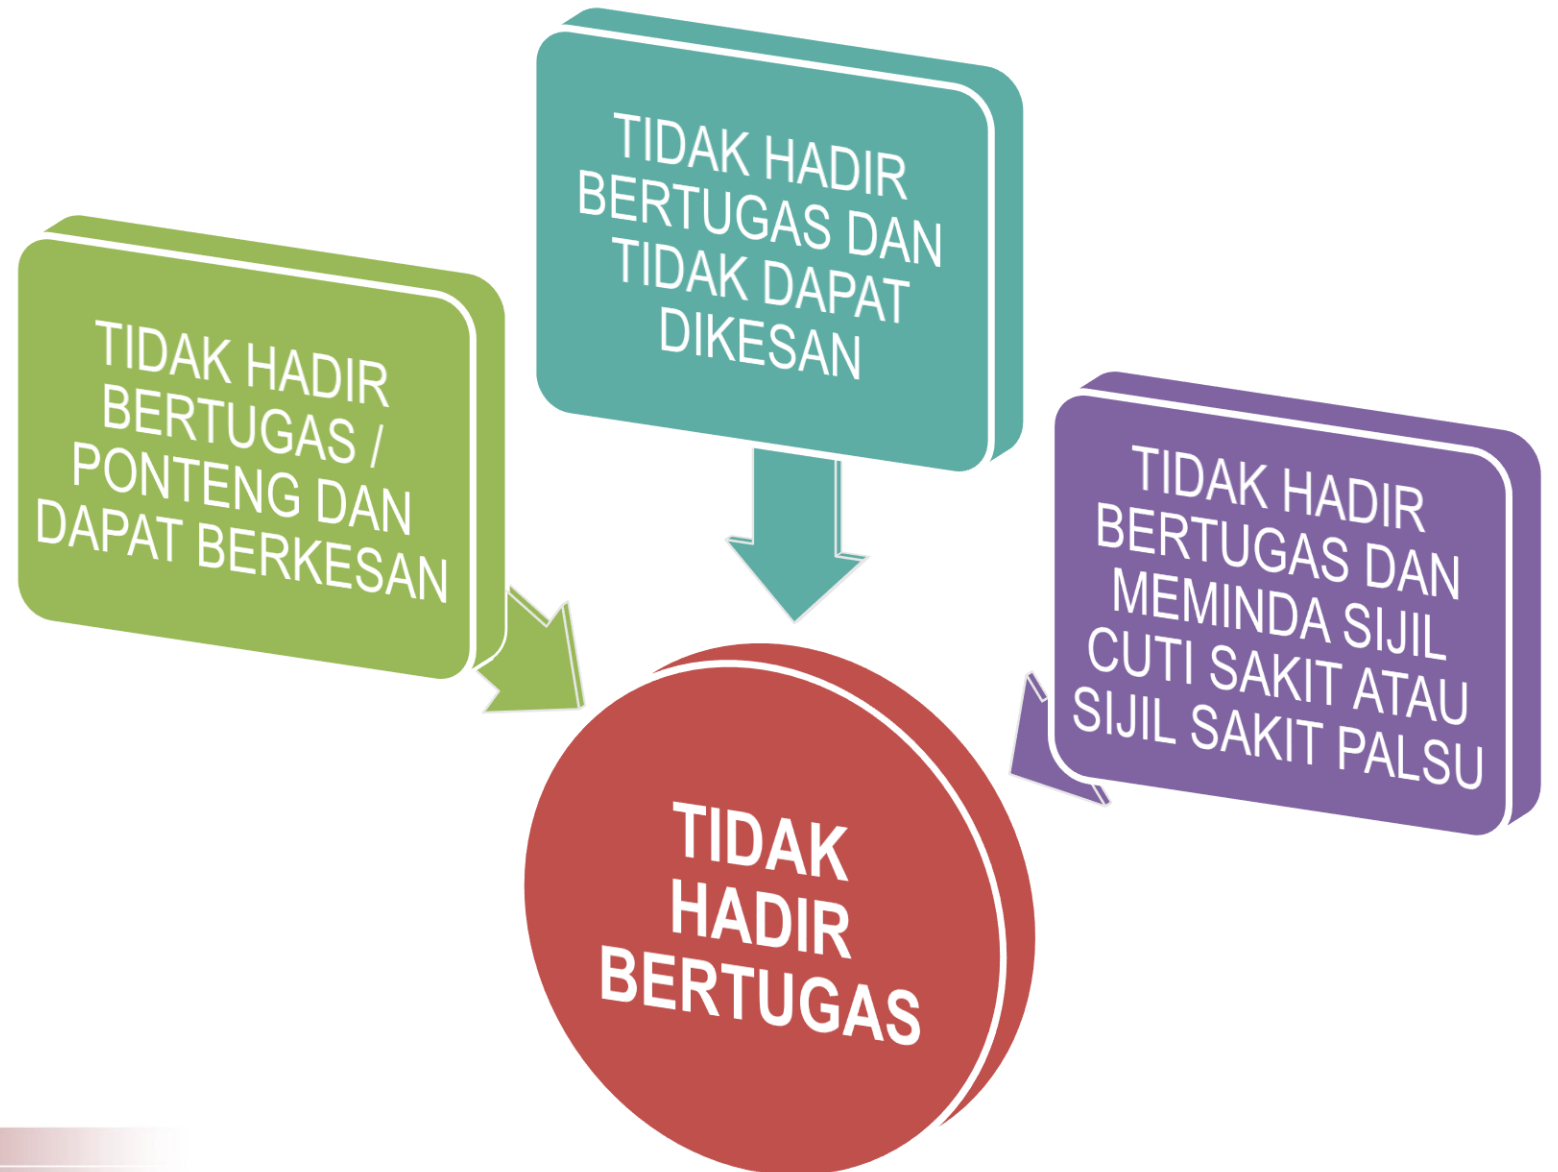 TIDAK HADIR
BERTUGAS /
PONTENG DAN
DAPAT BERKESAN
TIDAK HADIR
BERTUGAS DAN
TIDAK DAPAT
DIKESAN
TIDAK HADIR
BERTUGAS DAN
MEMINDA SIJIL
CUTI SAKIT ATAU
SIJIL SAKIT PALSU
TIDAK
HADIR
BERTUGAS